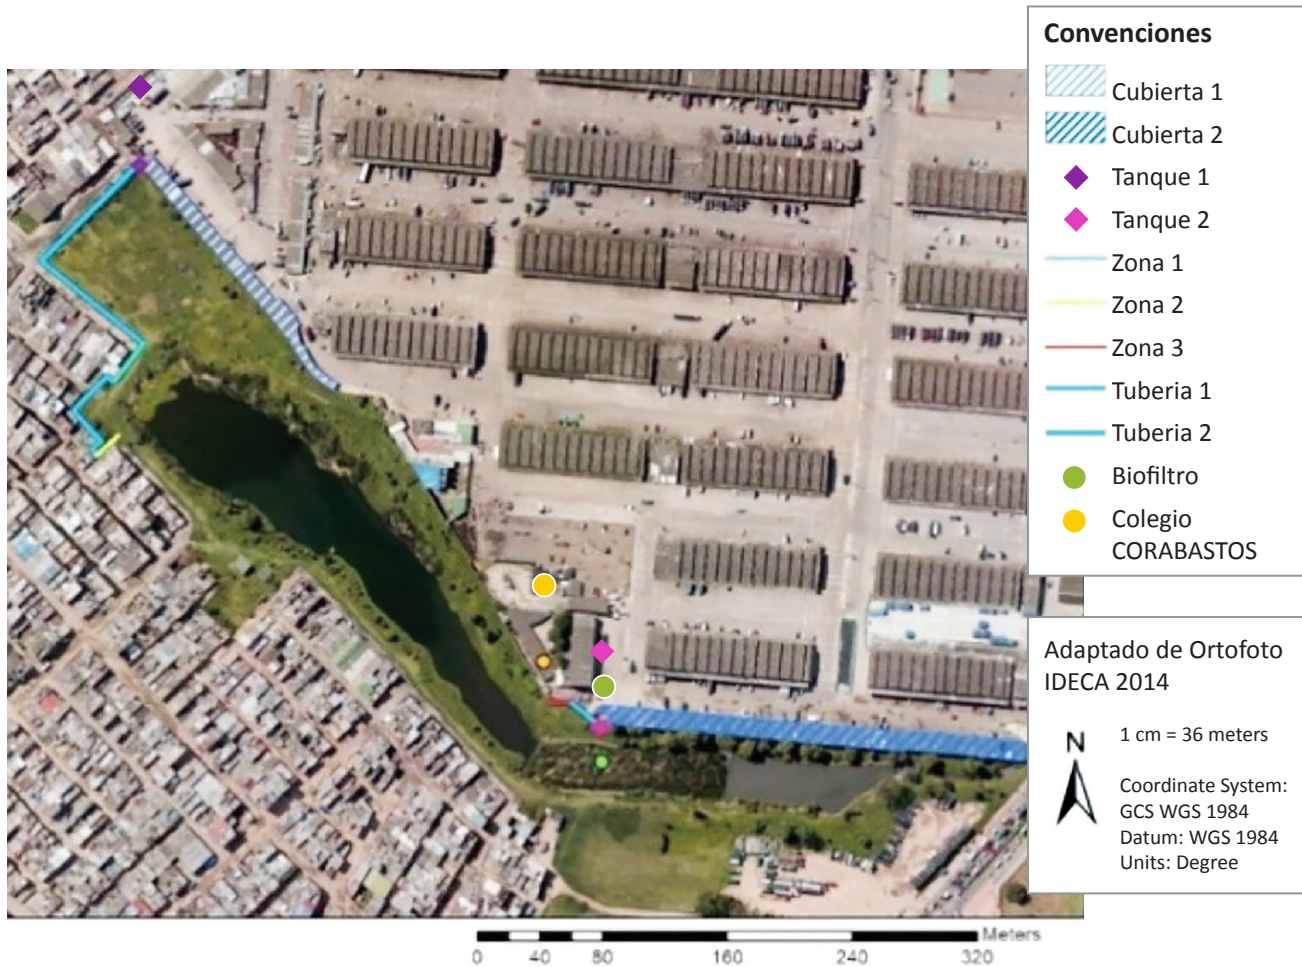 Convenciones
Cubierta 1
Cubierta 2
Tanque 1
Tanque 2
Zona 1
Zona 2
Zona 3
Tuberia 1
Tuberia 2
Biofiltro
Colegio
CORABASTOS
Adaptado de Ortofoto
IDECA 2014
N
1 cm = 36 meters
Coordinate System:
GCS WGS 1984
Datum: WGS 1984
Units: Degree
Meters
0 40 80 160 240 320